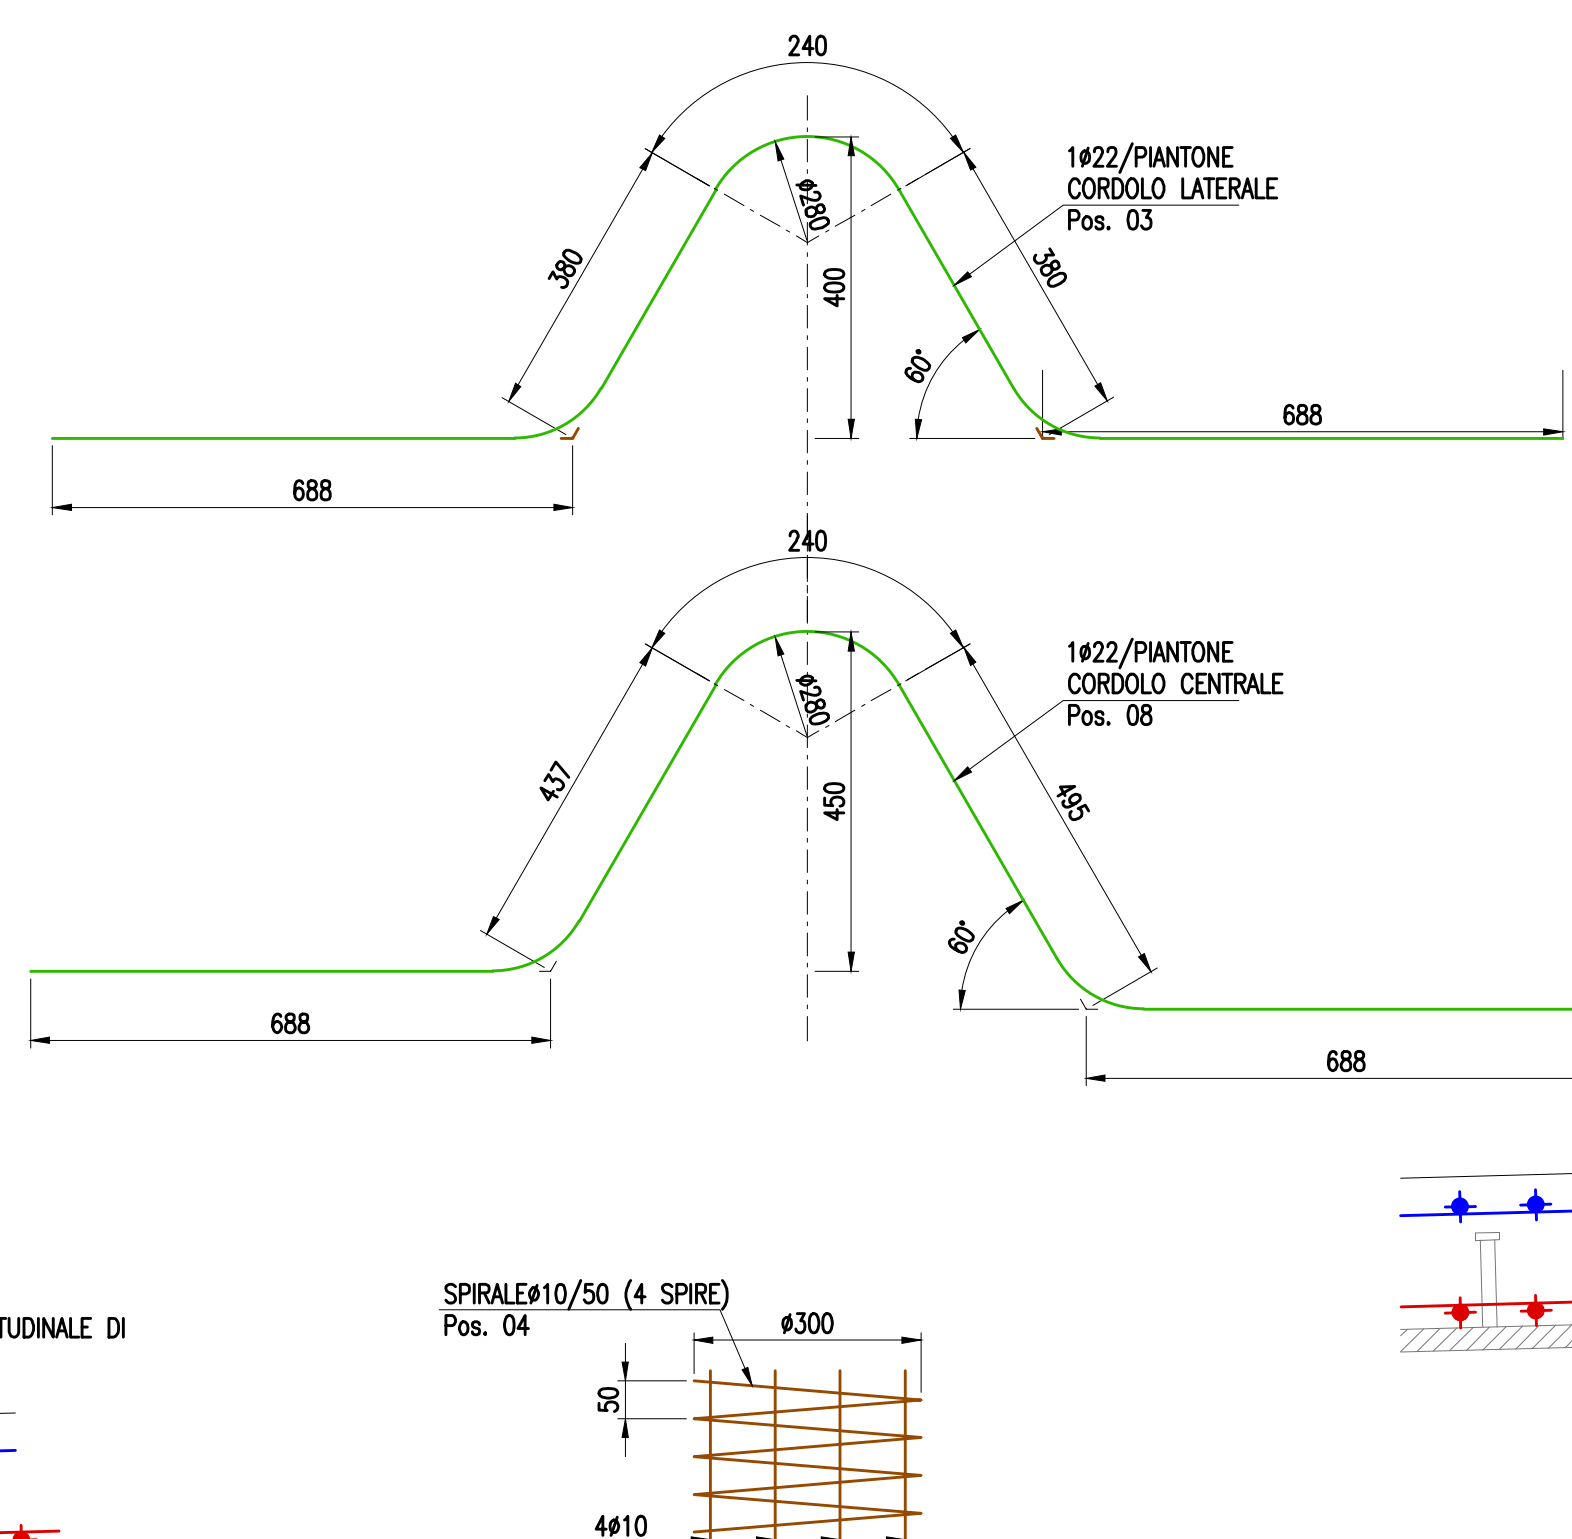 240
1ø22/PIANTONE
CORDOLO LATERALE
Pos. 03
ø280
380
400
380
60°
688
688
240
1ø22/PIANTONE
CORDOLO CENTRALE
Pos. 08
ø280
437
450
495
60°
688
688
SPIRALEø10/50 (4 SPIRE)
Pos. 04
ø300
TUDINALE DI
50
4ø10